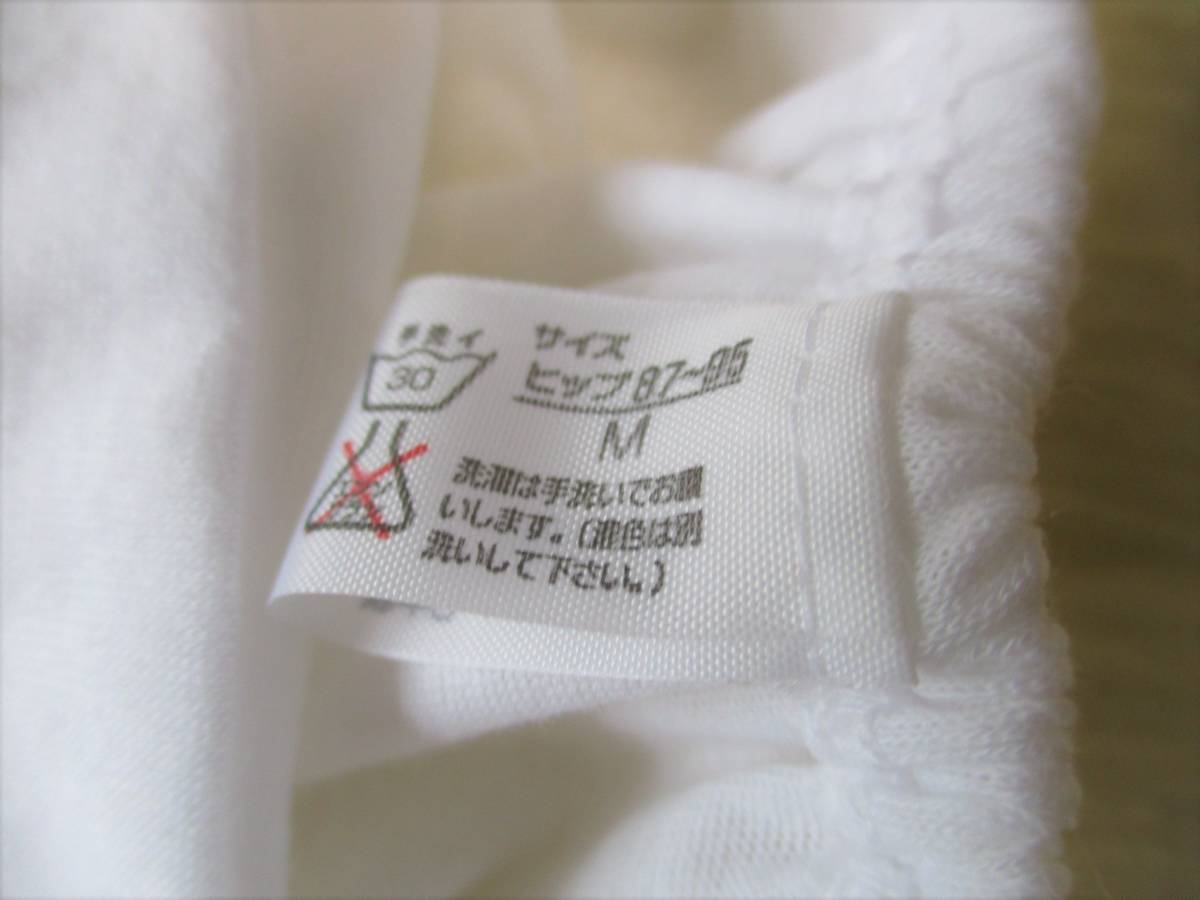 手洗イ
30
サイズ
ヒップ87~95
M
洗濯は手洗いでお願
いします。(濃色は別
洗いして下さい。)